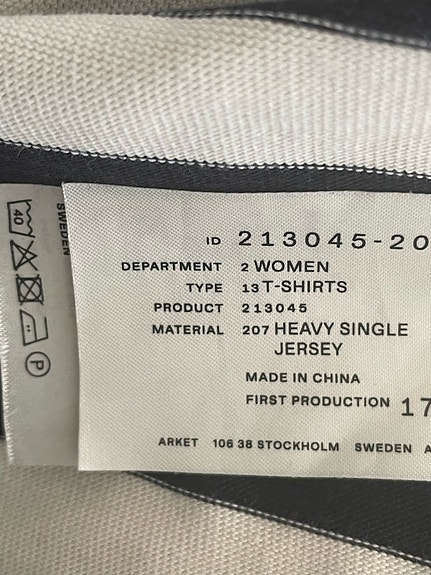 ID 213045-20
DEPARTMENT 2 WOMEN
TYPE 13 T-SHIRTS
PRODUCT 213045
MATERIAL 207 HEAVY SINGLE
JERSEY
MADE IN CHINA
FIRST PRODUCTION 17
ARKET 106 38 STOCKHOLM SWEDEN A
SWEDEN
40
P